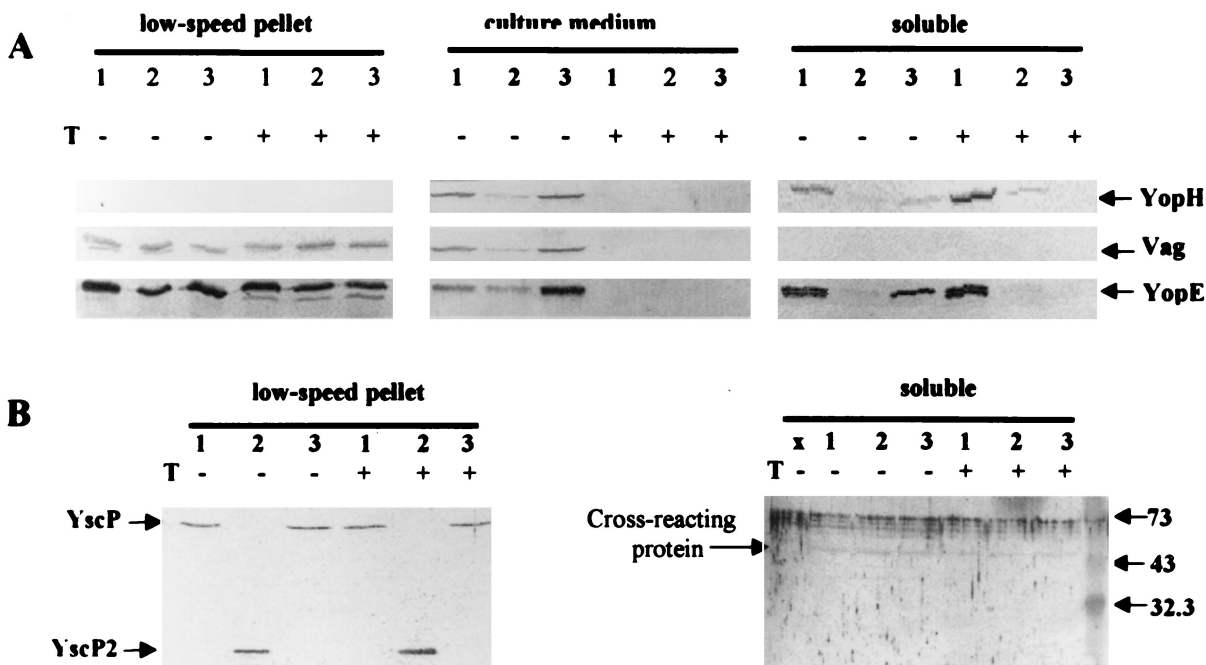 A
low-speed pellet
culture medium
soluble
1 2 3 1 2 3 1 2 3 1 2 3 1 2 3 1 2 3
T - - - + + + - - - + + + - - - + + +
YopH
Vag
YopE
B
low-speed pellet
soluble
1 2 3 1 2 3
x 1 2 3 1 2 3
T - - - + + +
T - - - - + + +
YscP
YscP2
Cross-reacting
protein
73
43
32.3